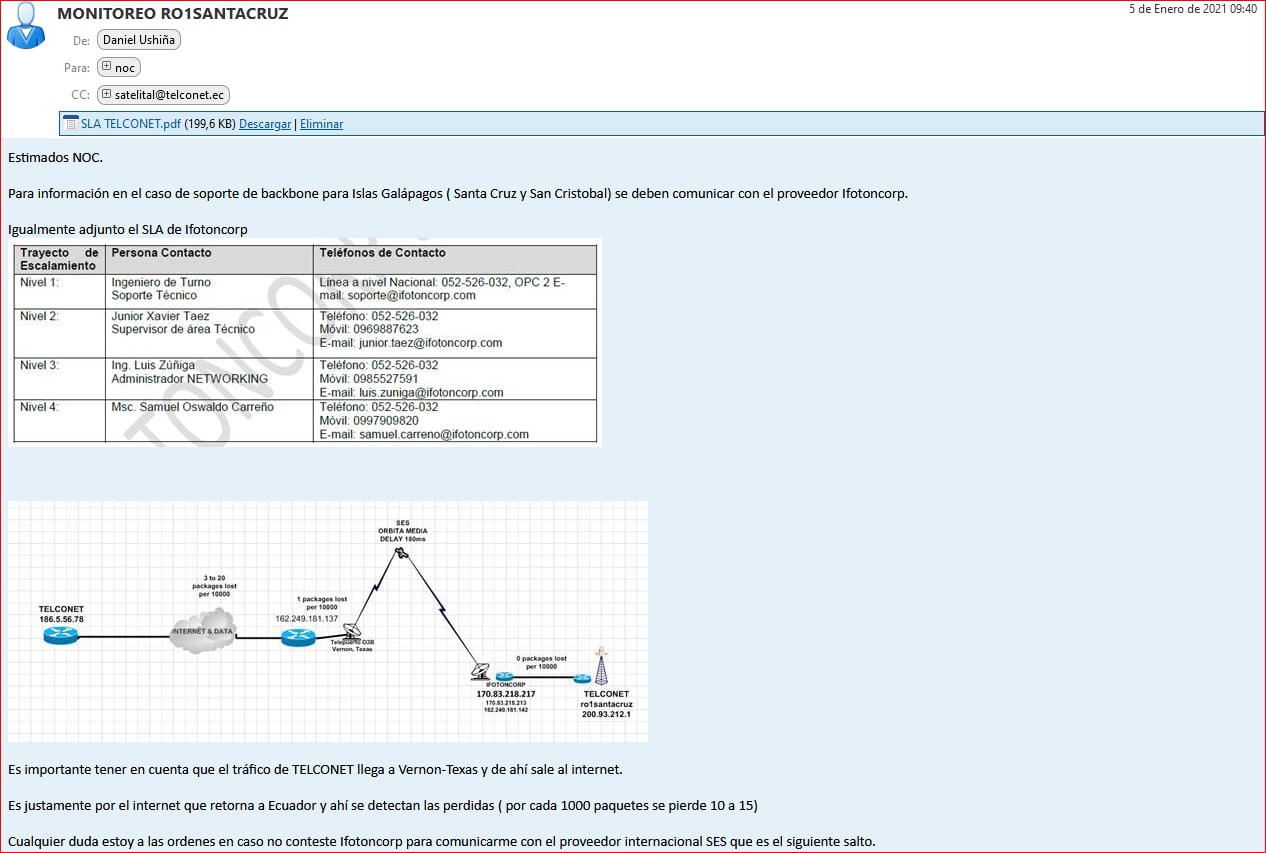 MONITOREO RO1SANTACRUZ
5 de Enero de 2021 09:40
De: Daniel Ushiña
Para: noc
CC: satelital@telconet.ec
SLA TELCONET.pdf (199,6 KB) Descargar | Eliminar
Estimados NOC.
Para información en el caso de soporte de backbone para Islas Galápagos ( Santa Cruz y San Cristobal) se deben comunicar con el proveedor Ifotoncorp.
Igualmente adjunto el SLA de Ifotoncorp
Trayecto de Escalamiento Persona Contacto Teléfonos de Contacto
Nivel 1: Ingeniero de Turno Línea a nivel Nacional: 052-526-032, OPC 2 E-
Soporte Técnico mail: soporte@ifotoncorp.com
Nivel 2: Junior Xavier Taez Teléfono: 052-526-032
Supervisor de área Técnico Móvil: 0969887623
E-mail: junior.taez@ifotoncorp.com
Nivel 3: Ing. Luis Zúñiga Teléfono: 052-526-032
Administrador NETWORKING Móvil: 0985527591
E-mail: luis.zuniga@ifotoncorp.com
Nivel 4: Msc. Samuel Oswaldo Carreño Teléfono: 052-526-032
Móvil: 0997909820
E-mail: samuel.carreno@ifotoncorp.com
TONCORP
SES
ORBITA MEDIA
DELAY 180ms
3 to 20
packages lost
per 10000
1 packages lost
per 10000
TELCONET
186.5.56.78
162.249.181.137
INTERNET & DATA
Telepuerto O3B
Vernon, Texas
0 packages lost
per 10000
IFOTONCORP
170.83.218.217
170.83.218.213
162.249.181.142
TELCONET
ro1santacruz
200.93.212.1
Es importante tener en cuenta que el tráfico de TELCONET llega a Vernon-Texas y de ahí sale al internet.
Es justamente por el internet que retorna a Ecuador y ahí se detectan las perdidas ( por cada 1000 paquetes se pierde 10 a 15)
Cualquier duda estoy a las ordenes en caso no conteste Ifotoncorp para comunicarme con el proveedor internacional SES que es el siguiente salto.